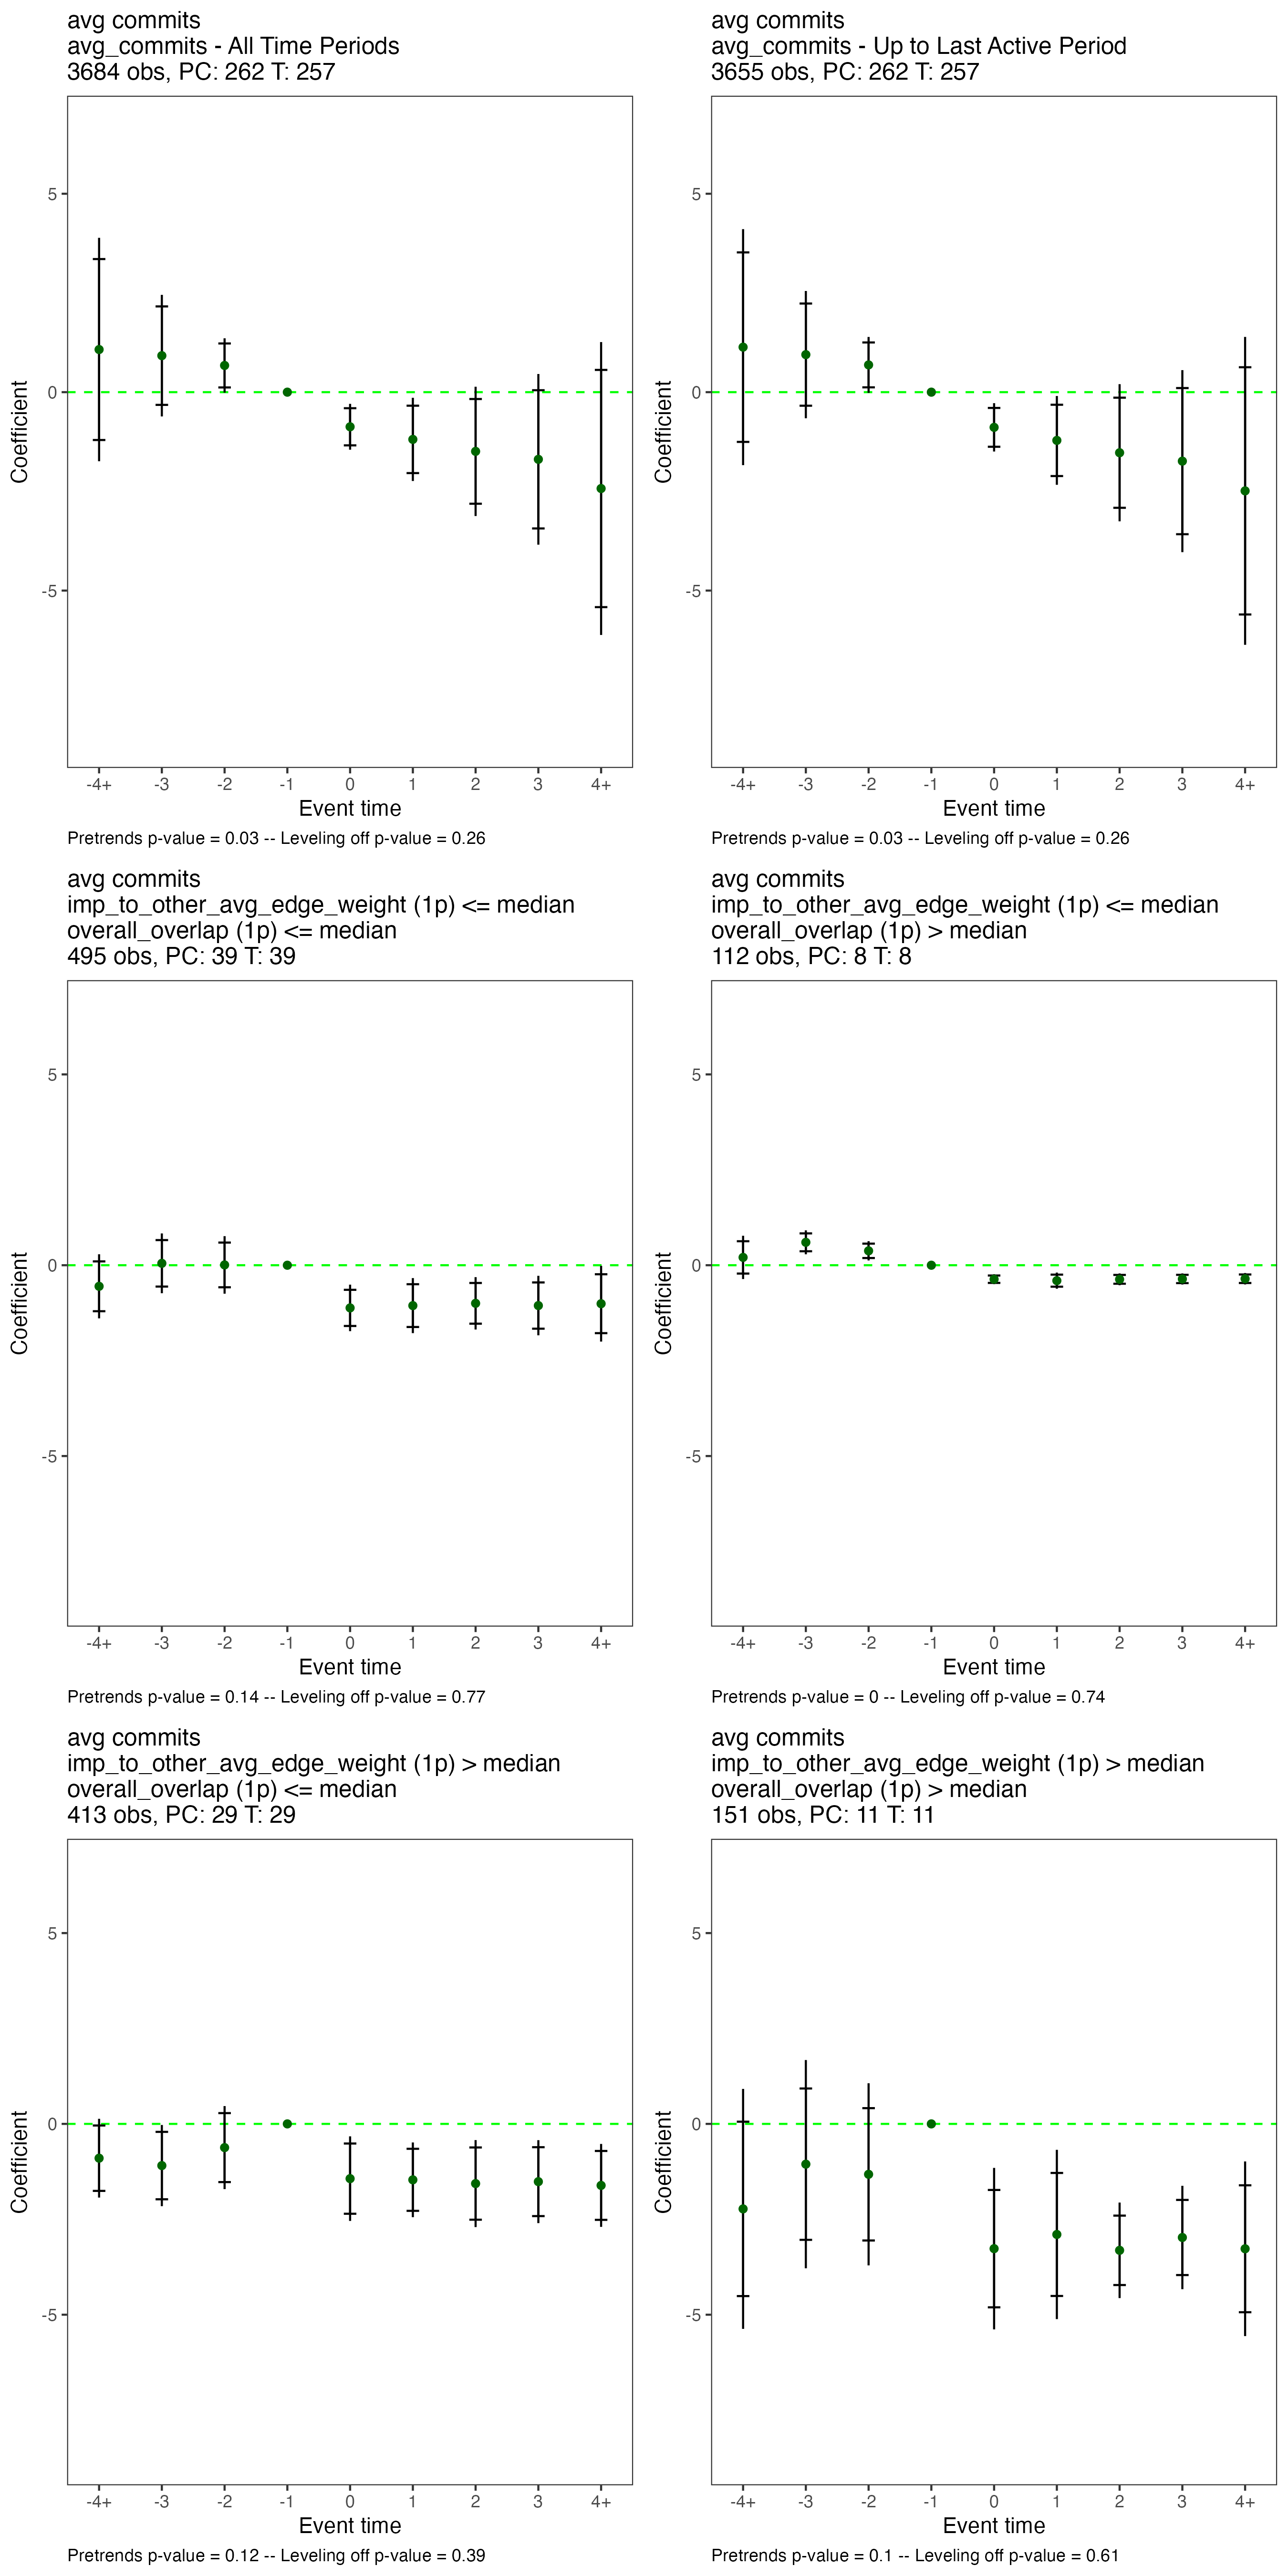 avg commits
avg_commits - All Time Periods
3684 obs, PC: 262 T: 257
Coefficient
5
0
-5
-4+ -3 -2 -1 0 1 2 3 4+
Event time
Pretrends p-value = 0.03 -- Leveling off p-value = 0.26
avg commits
avg_commits - Up to Last Active Period
3655 obs, PC: 262 T: 257
Coefficient
5
0
-5
-4+ -3 -2 -1 0 1 2 3 4+
Event time
Pretrends p-value = 0.03 -- Leveling off p-value = 0.26
avg commits
imp_to_other_avg_edge_weight (1p) <= median
overall_overlap (1p) <= median
495 obs, PC: 39 T: 39
Coefficient
5
0
-5
-4+ -3 -2 -1 0 1 2 3 4+
Event time
Pretrends p-value = 0.14 -- Leveling off p-value = 0.77
avg commits
imp_to_other_avg_edge_weight (1p) <= median
overall_overlap (1p) > median
112 obs, PC: 8 T: 8
Coefficient
5
0
-5
-4+ -3 -2 -1 0 1 2 3 4+
Event time
Pretrends p-value = 0 -- Leveling off p-value = 0.74
avg commits
imp_to_other_avg_edge_weight (1p) > median
overall_overlap (1p) <= median
413 obs, PC: 29 T: 29
Coefficient
5
0
-5
-4+ -3 -2 -1 0 1 2 3 4+
Event time
Pretrends p-value = 0.12 -- Leveling off p-value = 0.39
avg commits
imp_to_other_avg_edge_weight (1p) > median
overall_overlap (1p) > median
151 obs, PC: 11 T: 11
Coefficient
5
0
-5
-4+ -3 -2 -1 0 1 2 3 4+
Event time
Pretrends p-value = 0.1 -- Leveling off p-value = 0.61